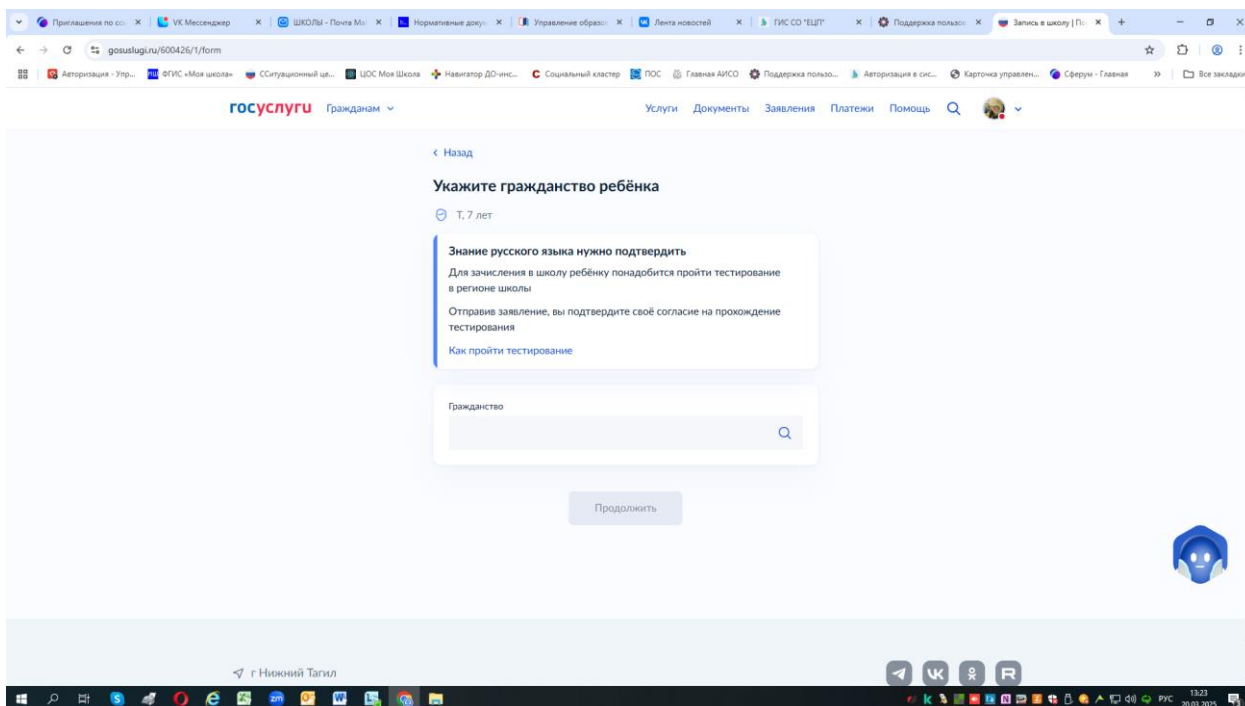 Приглашения по со
VK Мессенджер
ШКОЛЫ - Почта Ма
Нормативные докум
Управление образо
Лента новостей
ГИС СО "ЕЦП"
Поддержка пользо
Запись в школу | По
gosuslugi.ru/600426/1/form
Авторизация - Упр...
ФГИС «Моя школа»
ССитуационный це...
ЦОС Моя Школа
Навигатор ДО-инс...
Социальный кластер
ПОС
Главная АИСО
Поддержка пользо...
Авторизация в сис...
Карточка управлен...
Сферум - Главная
Все закладки
госуслуги Гражданам
Услуги Документы Заявления Платежи Помощь
Назад
Укажите гражданство ребёнка
Т, 7 лет
Знание русского языка нужно подтвердить
Для зачисления в школу ребёнку понадобится пройти тестирование
в регионе школы
Отправив заявление, вы подтвердите своё согласие на прохождение
тестирования
Как пройти тестирование
Гражданство
Продолжить
г Нижний Тагил
РУС
13:23
20.03.2025